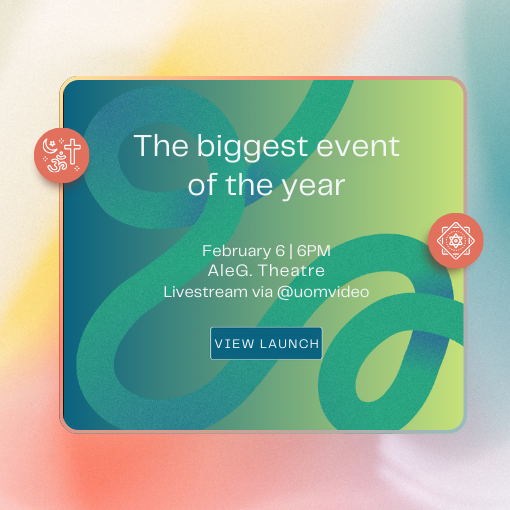 The biggest event
of the year
February 6 | 6PM
AleG. Theatre
Livestream via @uomvideo
VIEW LAUNCH